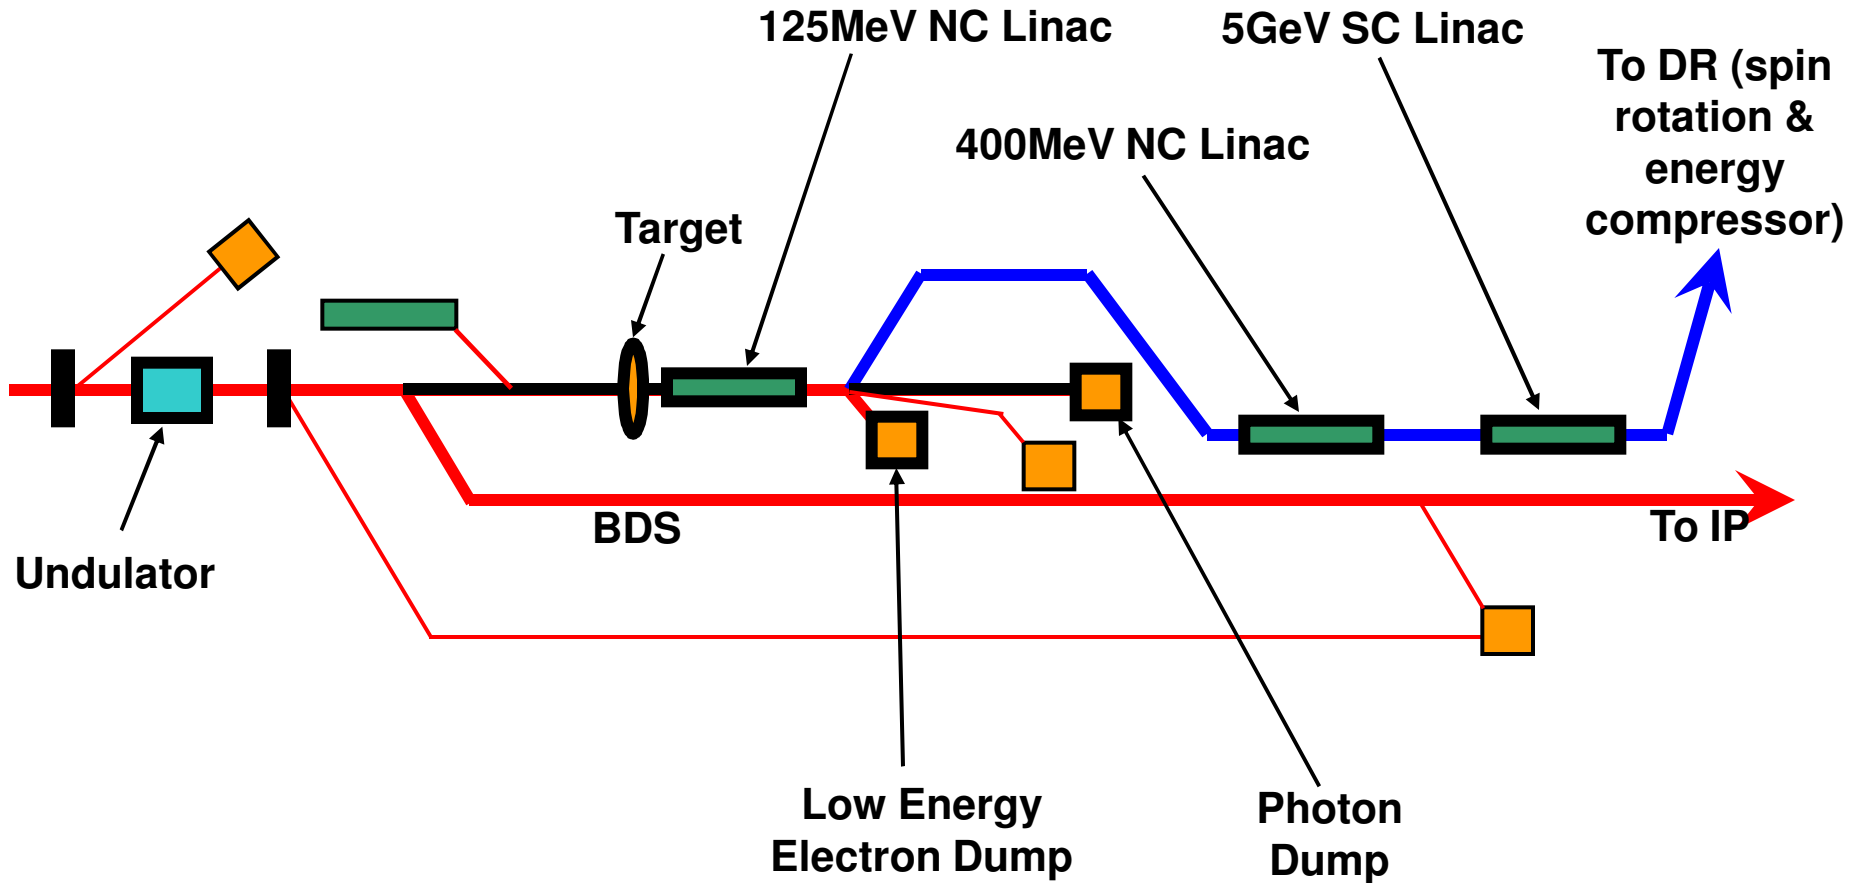 125MeV NC Linac
5GeV SC Linac
To DR (spin
rotation &
energy
compressor)
400MeV NC Linac
Target
BDS
To IP
Undulator
Low Energy
Electron Dump
Photon
Dump